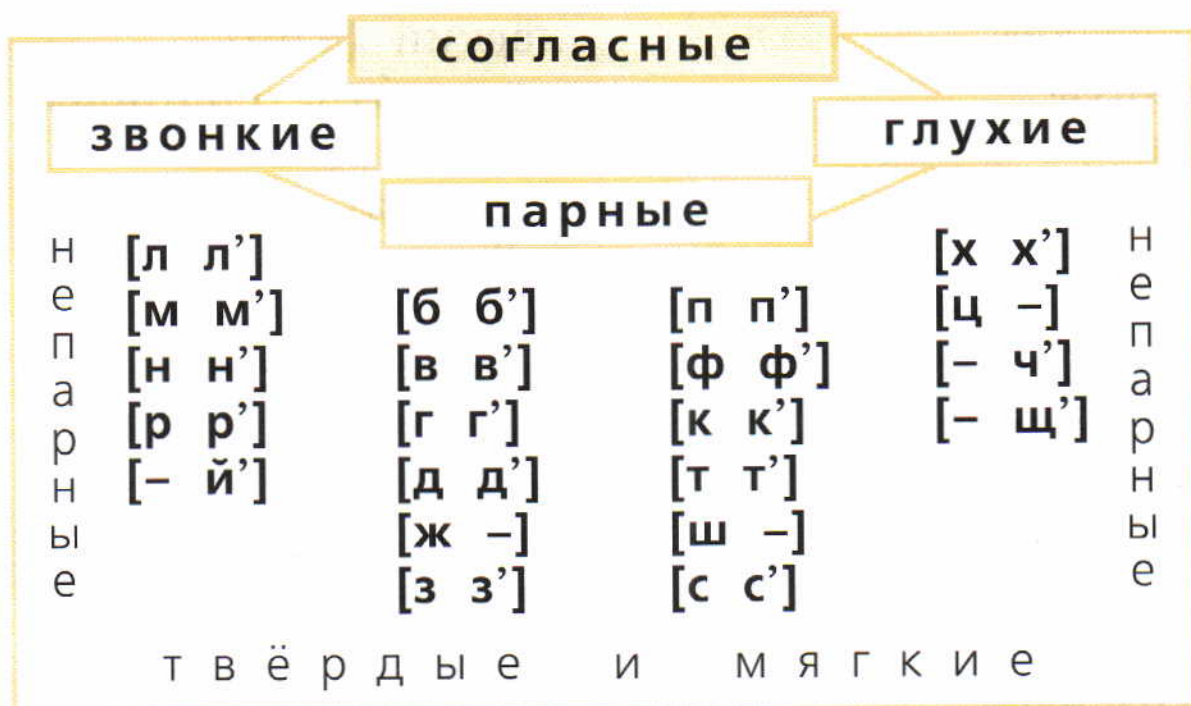 согласные
звонкие
глухие
парные
непарные
[л л’]
[м м’]
[н н’]
[р р’]
[– й’]
[б б’]
[в в’]
[г г’]
[д д’]
[ж –]
[з з’]
[п п’]
[ф ф’]
[к к’]
[т т’]
[ш –]
[с с’]
[х х’]
[ц –]
[– ч’]
[– щ’]
непарные
твёрдые и мягкие